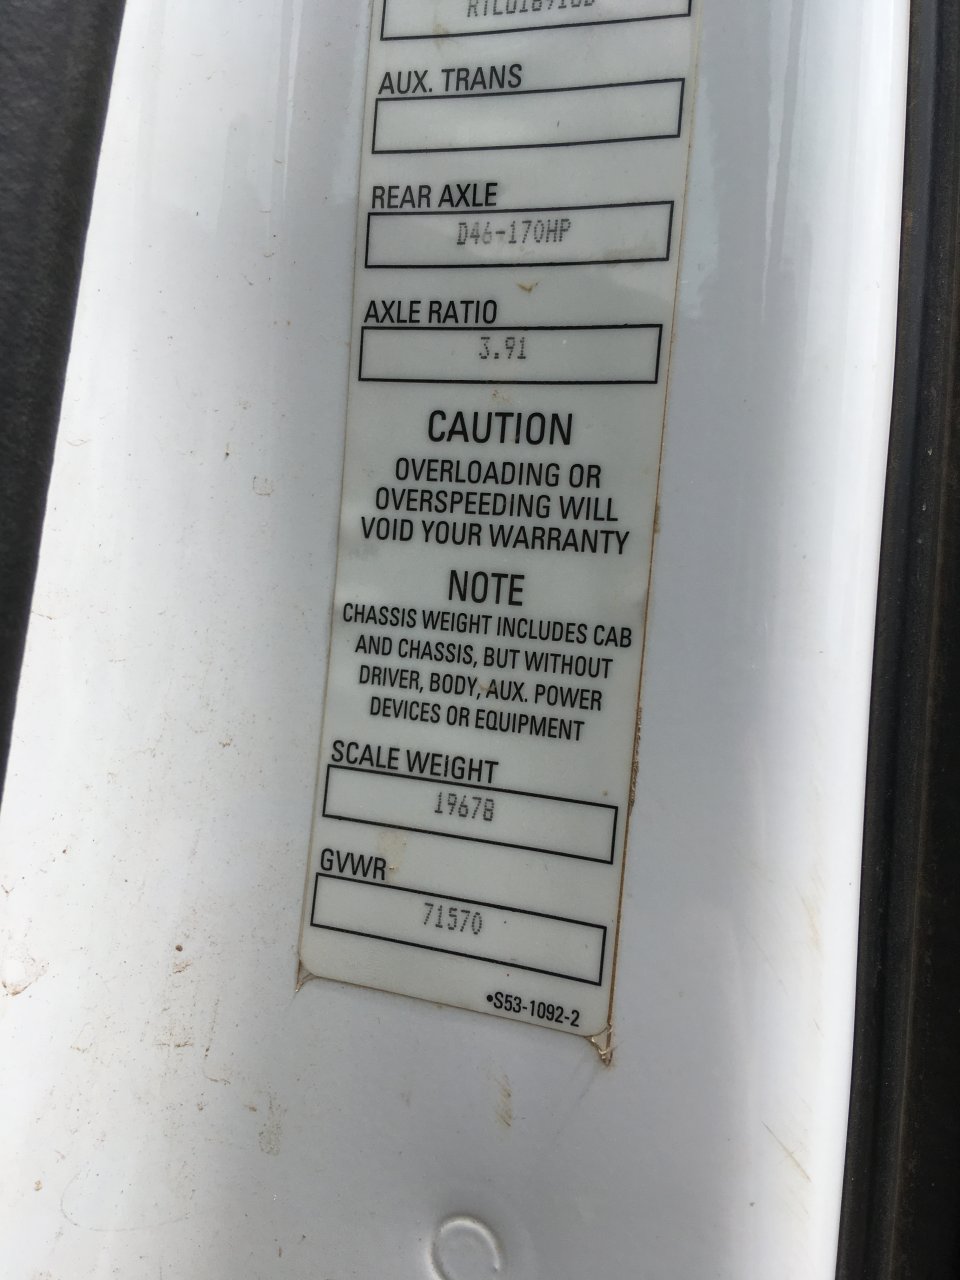 AUX. TRANS
REAR AXLE
D46-170HP
AXLE RATIO
3.91
CAUTION
OVERLOADING OR
OVERSPEEDING WILL
VOID YOUR WARRANTY
NOTE
CHASSIS WEIGHT INCLUDES CAB
AND CHASSIS, BUT WITHOUT
DRIVER, BODY, AUX. POWER
DEVICES OR EQUIPMENT
SCALE WEIGHT
19678
GVWR
71570
•S53-1092-2